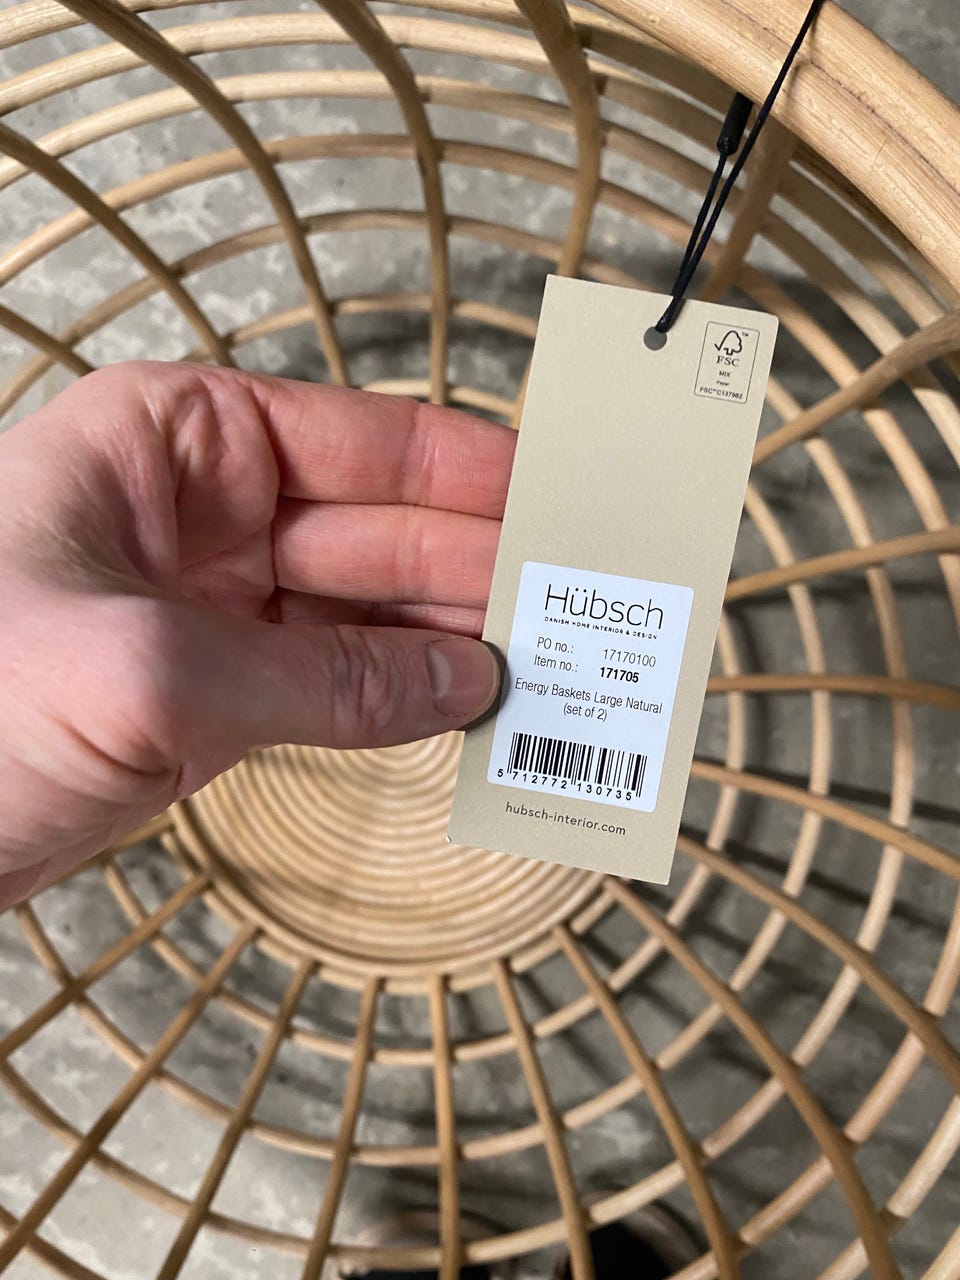 FSC™
MIX
Paper
FSC™ C137982
Hübsch
DANISH HOME INTERIOR & DESIGN
PO no.: 17170100
Item no.: 171705
Energy Baskets Large Natural
(set of 2)
5 712772 130735
hubsch-interior.com